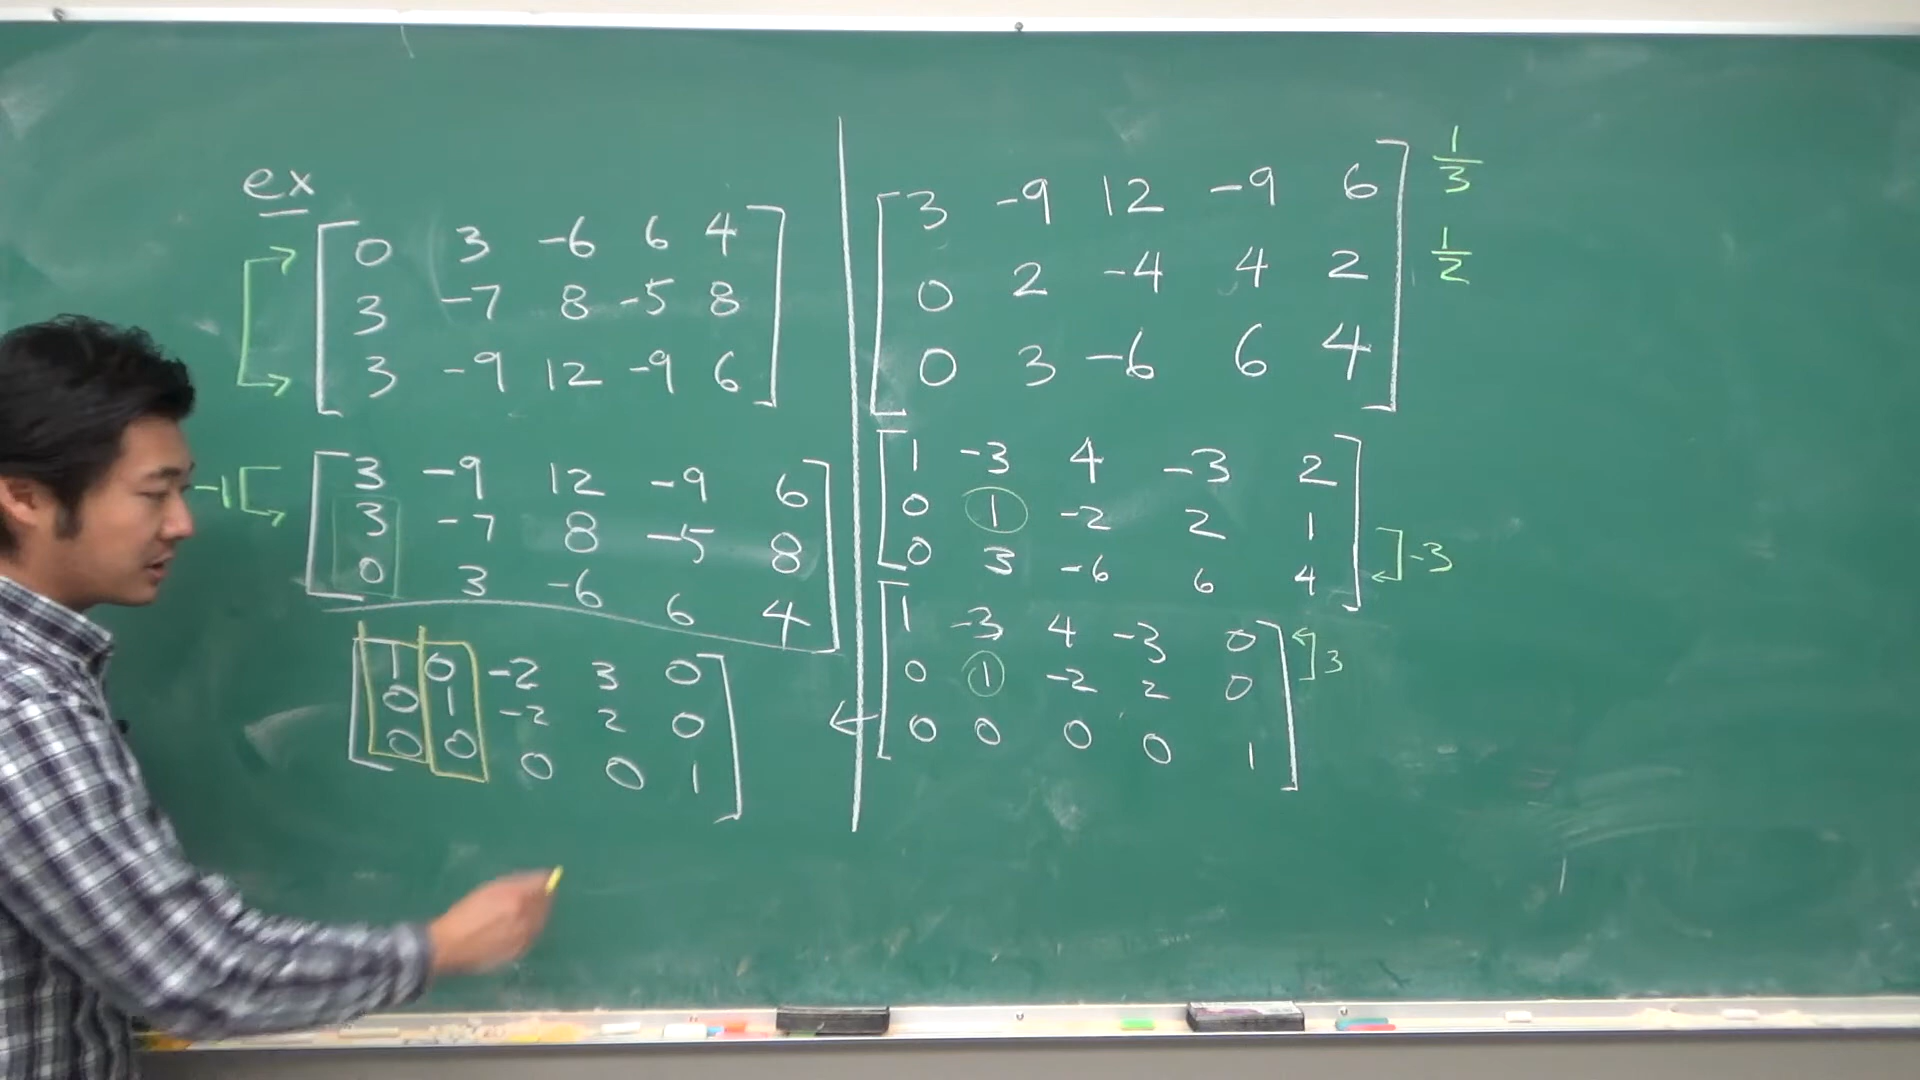 ex
0 3 -6 6 4
3 -7 8 -5 8
3 -9 12 -9 6
-1
3 -9 12 -9 6
3 -7 8 -5 8
0 3 -6 6 4
1 0 -2 3 0
0 1 -2 2 0
0 0 0 0 1
3 -9 12 -9 6 1/3
0 2 -4 4 2 1/2
0 3 -6 6 4
1 -3 4 -3 2
0 1 -2 2 1
0 3 -6 6 4
-3
1 -3 4 -3 0
0 1 -2 2 0
0 0 0 0 1
3